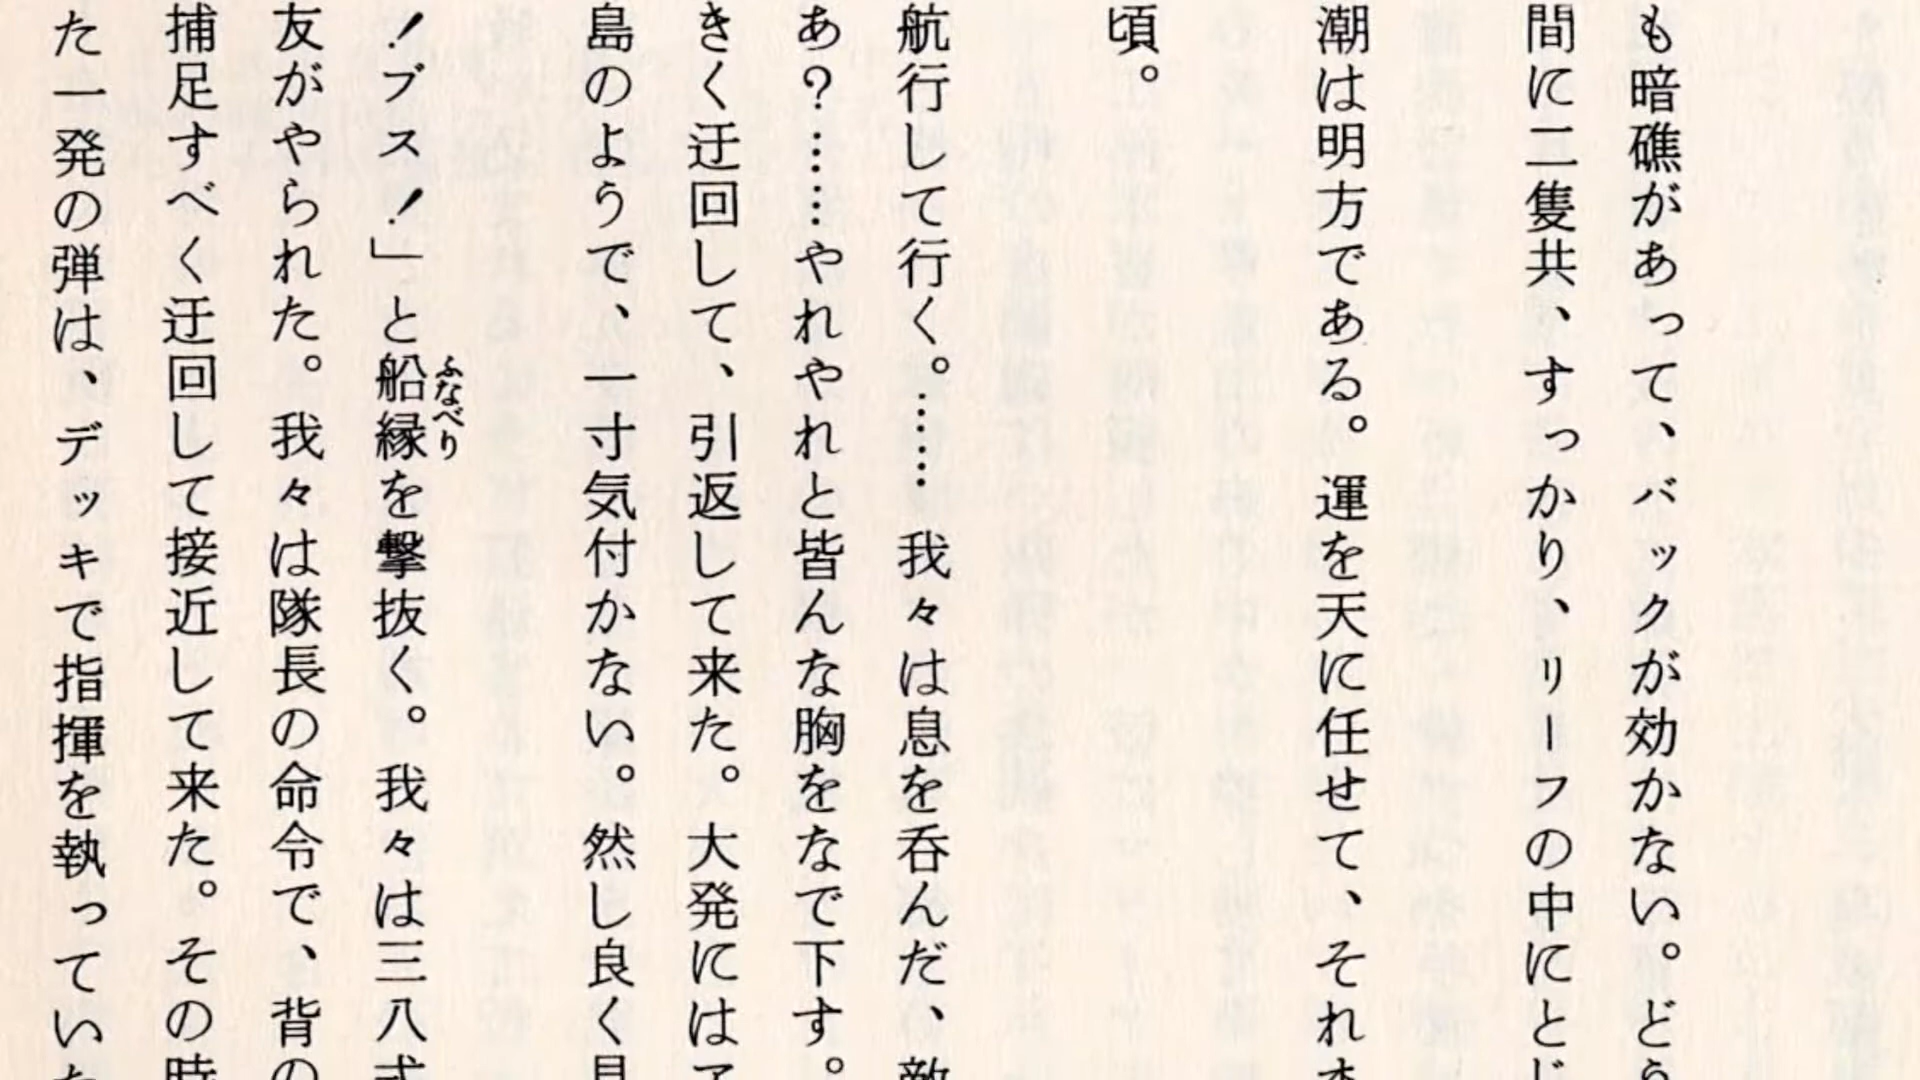 も暗礁があって、バックが効かない。どう
間に二隻共、すっかり、リーフの中にとじ
潮は明方である。運を天に任せて、それ
頃。
航行して行く。…… 我々は息を呑んだ、敵
あ？……やれやれと皆んな胸をなで下す。
きく迂回して、引返して来た。大発には
島のようで、一寸気付かない。然し良く見
！ブス！」と船縁を撃抜く。我々は三八式
ふなべり
友がやられた。我々は隊長の命令で、背の
捕足すべく迂回して接近して来た。その時
た一発の弾は、デッキで指揮を執っていた